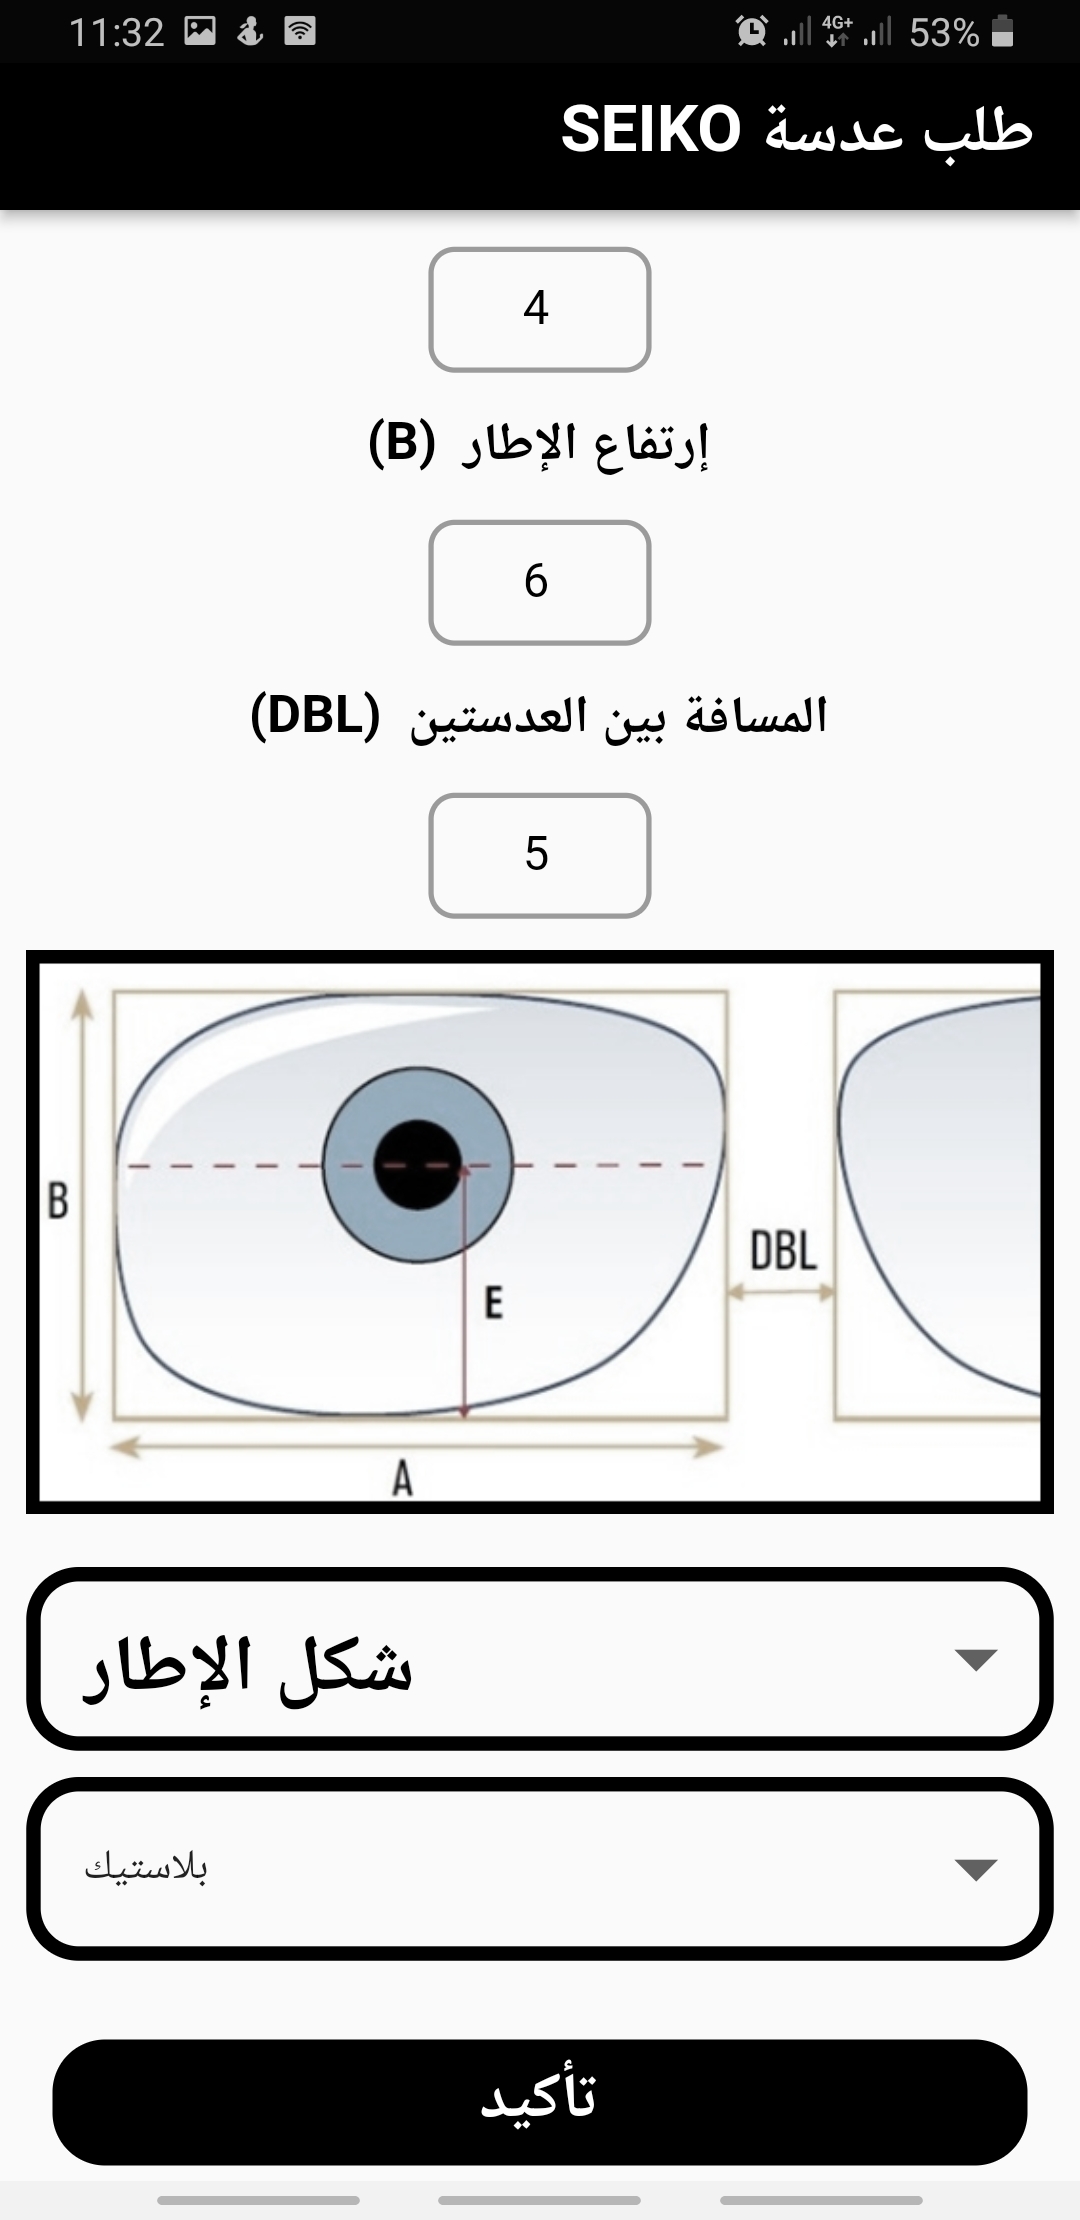 11:32 4G+ 53%
طلب عدسة SEIKO
4
إرتفاع الإطار (B)
6
المسافة بين العدستين (DBL)
5
B
DBL
E
A
شكل الإطار
بلاستيك
تأكيد